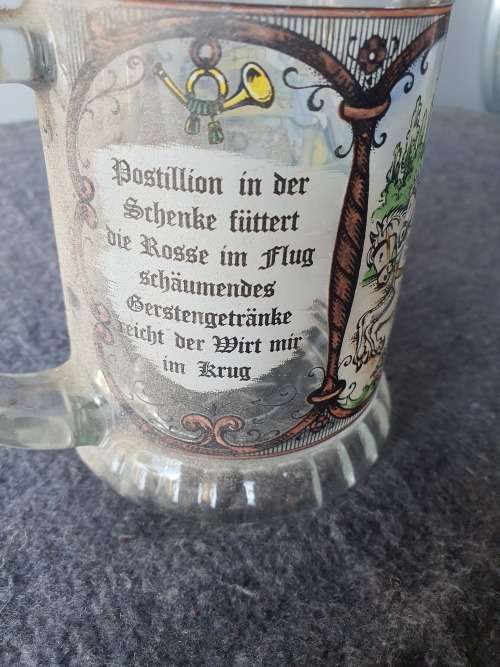 Postillion in der
Schenke füttert
die Rosse im Flug
schäumendes
Gerstengetränke
reicht der Wirt mir
im Krug